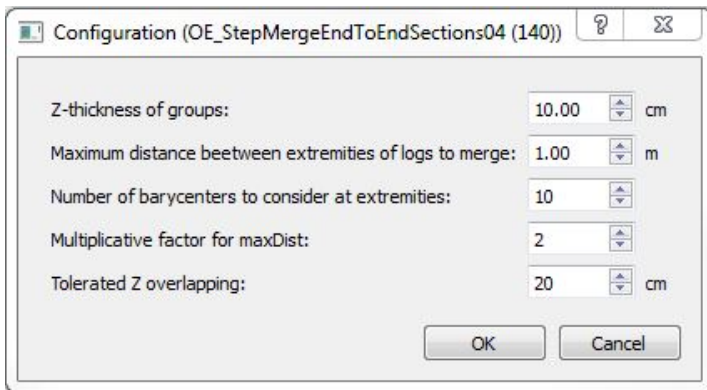 Configuration (OE_StepMergeEndToEndSections04 (140)) ?
Z-thickness of groups: 10.00 cm
Maximum distance beetween extremities of logs to merge: 1.00 m
Number of barycenters to consider at extremities: 10
Multiplicative factor for maxDist: 2
Tolerated Z overlapping: 20 cm
OK Cancel